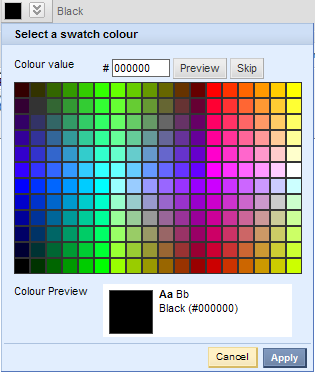 Black
Select a swatch colour
Colour value # 000000 Preview Skip
Colour Preview
Aa Bb
Black (#000000)
Cancel Apply